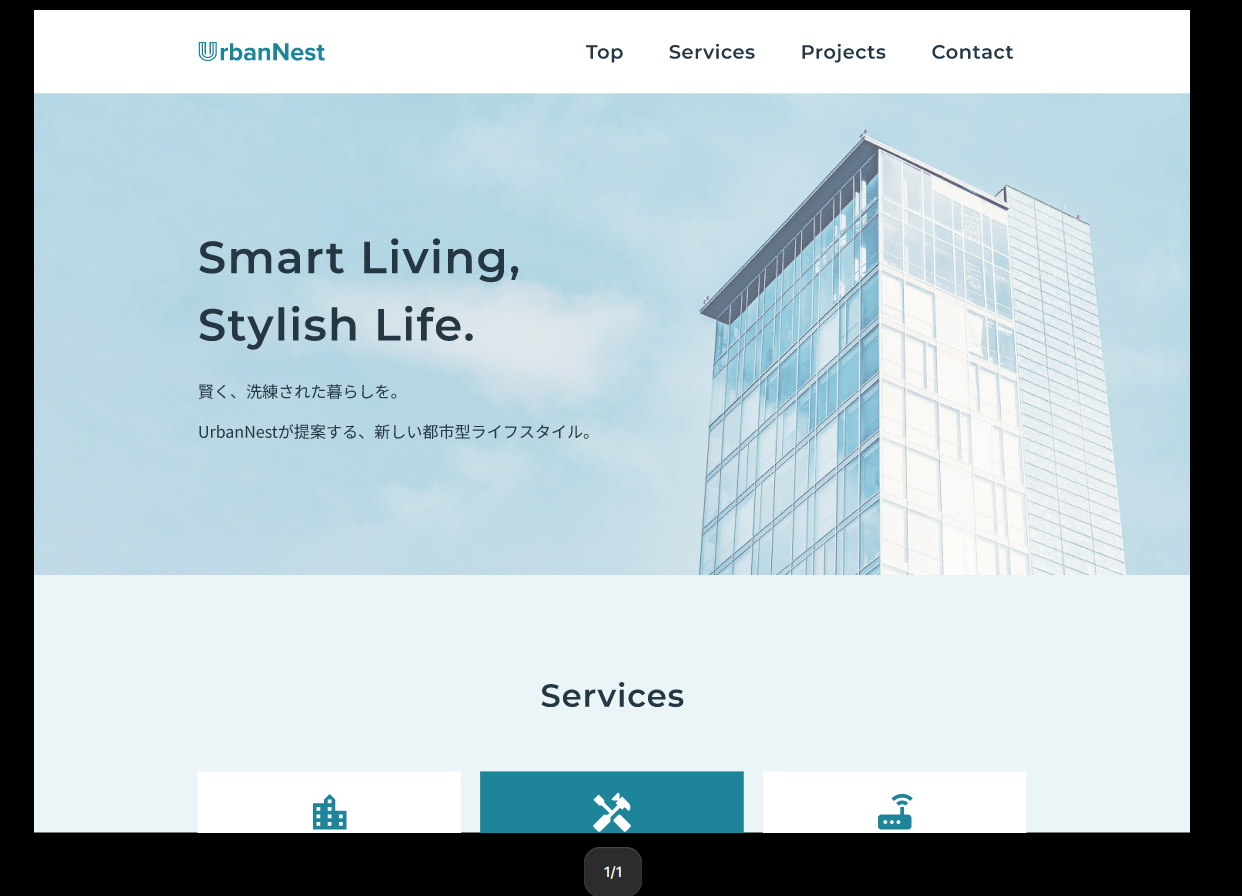 UrbanNest
Top Services Projects Contact
Smart Living,
Stylish Life.
賢く、洗練された暮らしを。
UrbanNestが提案する、新しい都市型ライフスタイル。
Services
1/1